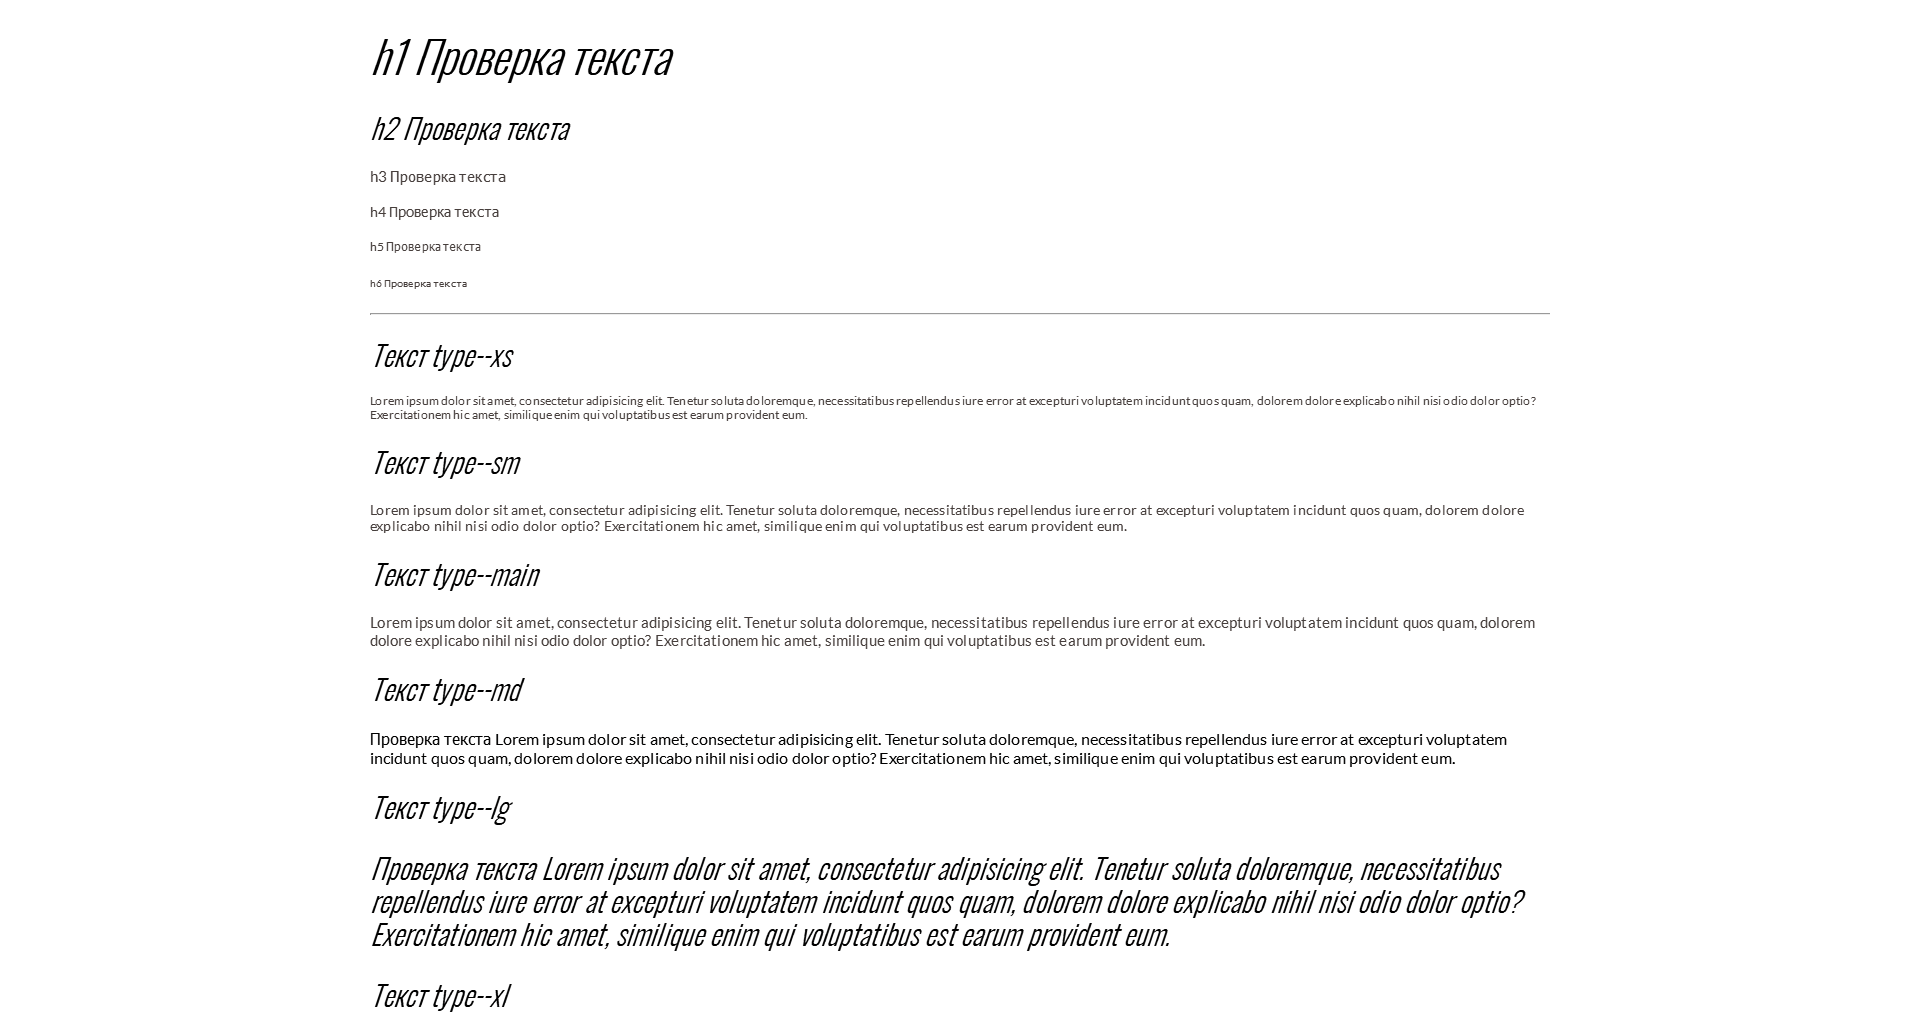 h1 Проверка текста
h2 Проверка текста
h3 Проверка текста
h4 Проверка текста
h5 Проверка текста
h6 Проверка текста
Текст type--xs
Lorem ipsum dolor sit amet, consectetur adipisicing elit. Tenetur soluta doloremque, necessitatibus repellendus iure error at excepturi voluptatem incidunt quos quam, dolorem dolore explicabo nihil nisi odio dolor optio?
Exercitationem hic amet, similique enim qui voluptatibus est earum provident eum.
Текст type--sm
Lorem ipsum dolor sit amet, consectetur adipisicing elit. Tenetur soluta doloremque, necessitatibus repellendus iure error at excepturi voluptatem incidunt quos quam, dolorem dolore
explicabo nihil nisi odio dolor optio? Exercitationem hic amet, similique enim qui voluptatibus est earum provident eum.
Текст type--main
Lorem ipsum dolor sit amet, consectetur adipisicing elit. Tenetur soluta doloremque, necessitatibus repellendus iure error at excepturi voluptatem incidunt quos quam, dolorem
dolore explicabo nihil nisi odio dolor optio? Exercitationem hic amet, similique enim qui voluptatibus est earum provident eum.
Текст type--md
Проверка текста Lorem ipsum dolor sit amet, consectetur adipisicing elit. Tenetur soluta doloremque, necessitatibus repellendus iure error at excepturi voluptatem
incidunt quos quam, dolorem dolore explicabo nihil nisi odio dolor optio? Exercitationem hic amet, similique enim qui voluptatibus est earum provident eum.
Текст type--lg
Проверка текста Lorem ipsum dolor sit amet, consectetur adipisicing elit. Tenetur soluta doloremque, necessitatibus
repellendus iure error at excepturi voluptatem incidunt quos quam, dolorem dolore explicabo nihil nisi odio dolor optio?
Exercitationem hic amet, similique enim qui voluptatibus est earum provident eum.
Текст type--xl